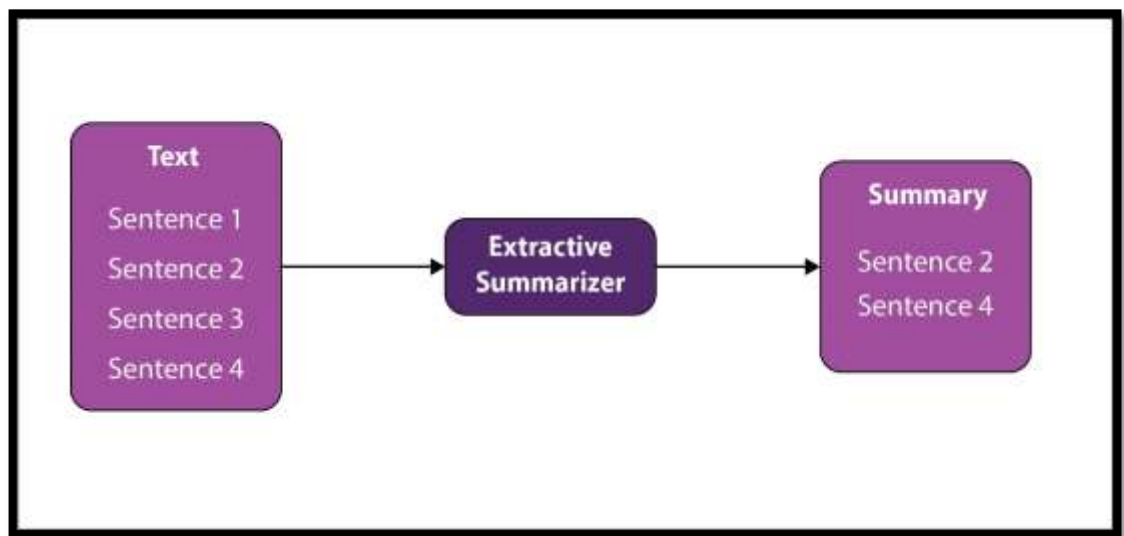 Text
Sentence 1
Sentence 2
Sentence 3
Sentence 4
Extractive
Summarizer
Summary
Sentence 2
Sentence 4